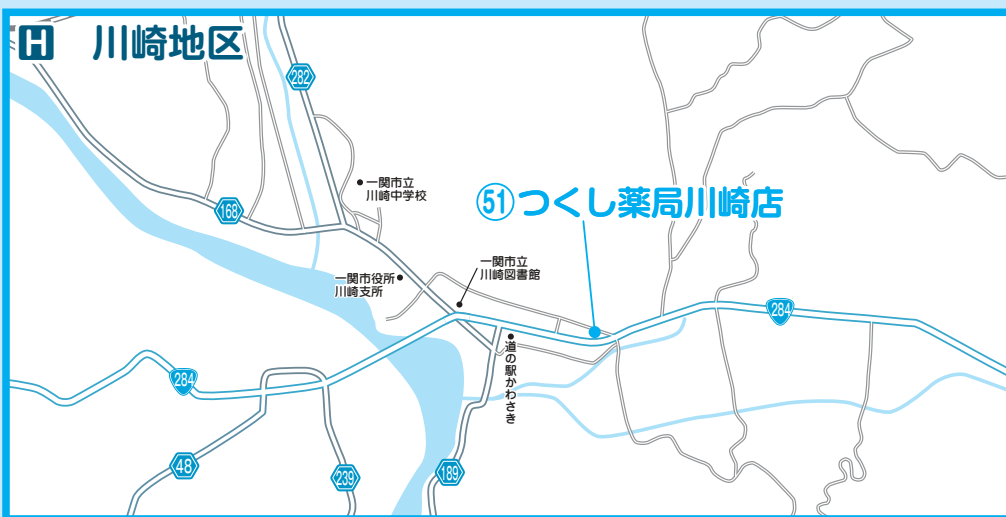 H 川崎地区
282
一関市立
川崎中学校
168
51つくし薬局川崎店
一関市立
川崎図書館
一関市役所
川崎支所
284
道の駅かわさき
284
48
239
189